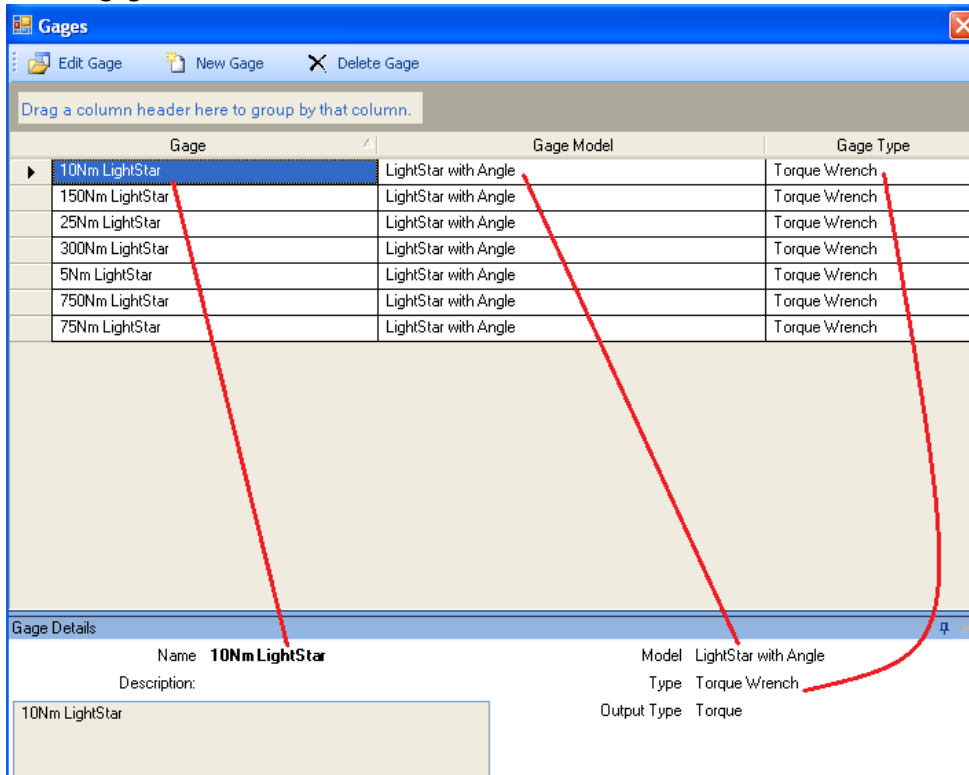 Gages
Edit Gage New Gage Delete Gage
Drag a column header here to group by that column.
Gage Gage Model Gage Type
10Nm LightStar LightStar with Angle Torque Wrench
150Nm LightStar LightStar with Angle Torque Wrench
25Nm LightStar LightStar with Angle Torque Wrench
300Nm LightStar LightStar with Angle Torque Wrench
5Nm LightStar LightStar with Angle Torque Wrench
750Nm LightStar LightStar with Angle Torque Wrench
75Nm LightStar LightStar with Angle Torque Wrench
Gage Details
Name 10Nm LightStar Model LightStar with Angle
Description: Type Torque Wrench
10Nm LightStar Output Type Torque